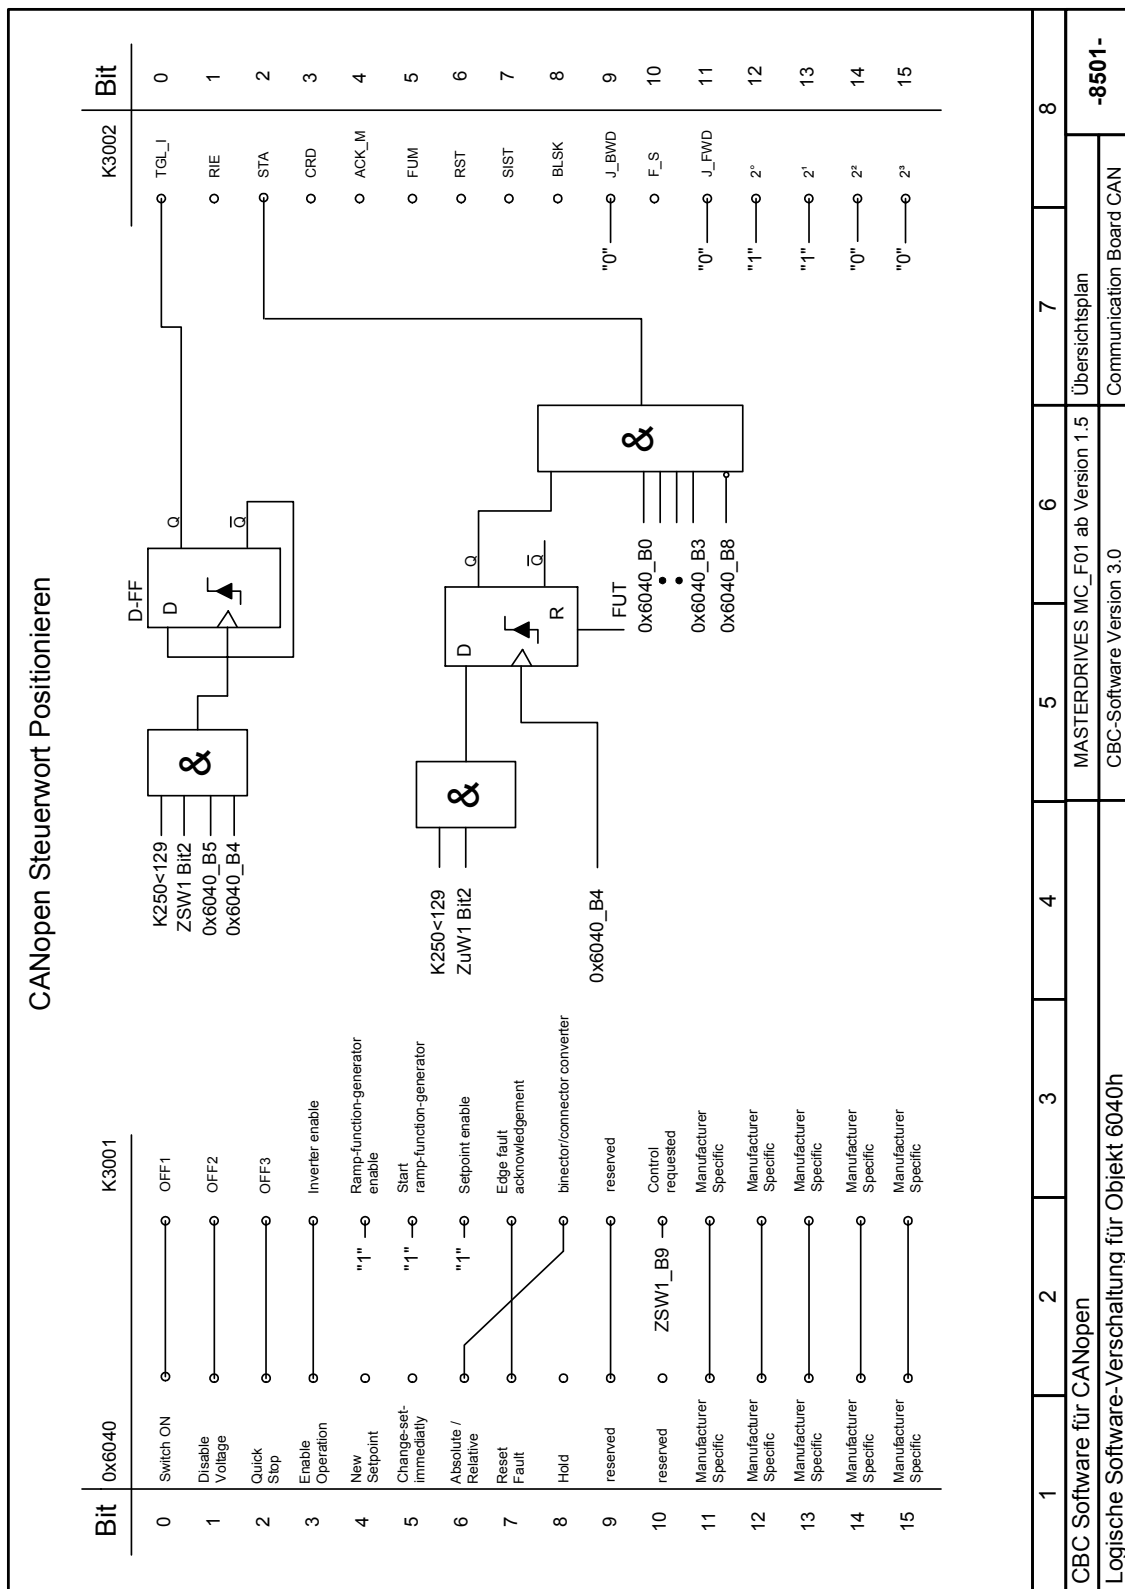 CANopen Steuerwort Positionieren
Bit 0x6040 K3001
0 Switch ON OFF1
1 Disable Voltage OFF2
2 Quick Stop OFF3
3 Enable Operation Inverter enable
4 New Setpoint "1" Ramp-function-generator enable
5 Change-set-immediatly "1" Start ramp-function-generator
6 Absolute / Relative "1" Setpoint enable
7 Reset Fault Edge fault acknowledgement
8 Hold binector/connector converter
9 reserved reserved
10 reserved ZSW1_B9 Control requested
11 Manufacturer Specific Manufacturer Specific
12 Manufacturer Specific Manufacturer Specific
13 Manufacturer Specific Manufacturer Specific
14 Manufacturer Specific Manufacturer Specific
15 Manufacturer Specific Manufacturer Specific
K250<129
ZSW1 Bit2
0x6040_B5
0x6040_B4
&
D-FF
D
Q
Q̅
K250<129
ZuW1 Bit2
&
0x6040_B4
D
Q
Q̅
R
FUT
0x6040_B0
0x6040_B3
0x6040_B8
&
K3002 Bit
TGL_I 0
RIE 1
STA 2
CRD 3
ACK_M 4
FUM 5
RST 6
SIST 7
BLSK 8
"0" J_BWD 9
F_S 10
"0" J_FWD 11
"1" 2° 12
"1" 2¹ 13
"0" 2² 14
"0" 2³ 15
1 2 3 4 5 6 7 8
CBC Software für CANopen
MASTERDRIVES MC_F01 ab Version 1.5
Übersichtsplan
-8501-
Logische Software-Verschaltung für Objekt 6040h
CBC-Software Version 3.0
Communication Board CAN